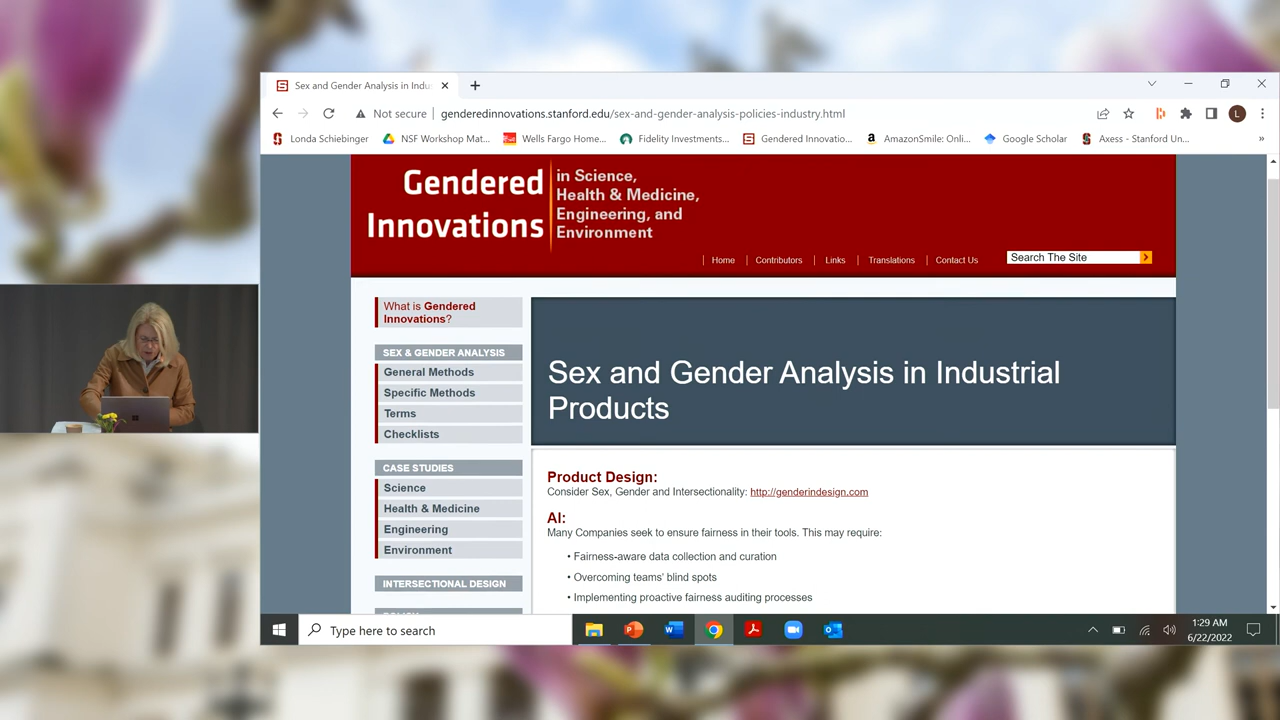 Sex and Gender Analysis in Indu
Not secure
genderedinnovations.stanford.edu/sex-and-gender-analysis-policies-industry.html
L
Londa Schiebinger
NSF Workshop Mat...
Wells Fargo Home...
Fidelity Investments...
Gendered Innovatio...
AmazonSmile: Onli...
Google Scholar
Axess - Stanford Un...
»
Gendered
Innovations
in Science,
Health & Medicine,
Engineering, and
Environment
Home
Contributors
Links
Translations
Contact Us
Search The Site
What is Gendered
Innovations?
SEX & GENDER ANALYSIS
General Methods
Specific Methods
Terms
Checklists
CASE STUDIES
Science
Health & Medicine
Engineering
Environment
INTERSECTIONAL DESIGN
Sex and Gender Analysis in Industrial
Products
Product Design:
Consider Sex, Gender and Intersectionality: http://genderindesign.com
AI:
Many Companies seek to ensure fairness in their tools. This may require:
• Fairness-aware data collection and curation
• Overcoming teams' blind spots
• Implementing proactive fairness auditing processes
Type here to search
1:29 AM
6/22/2022